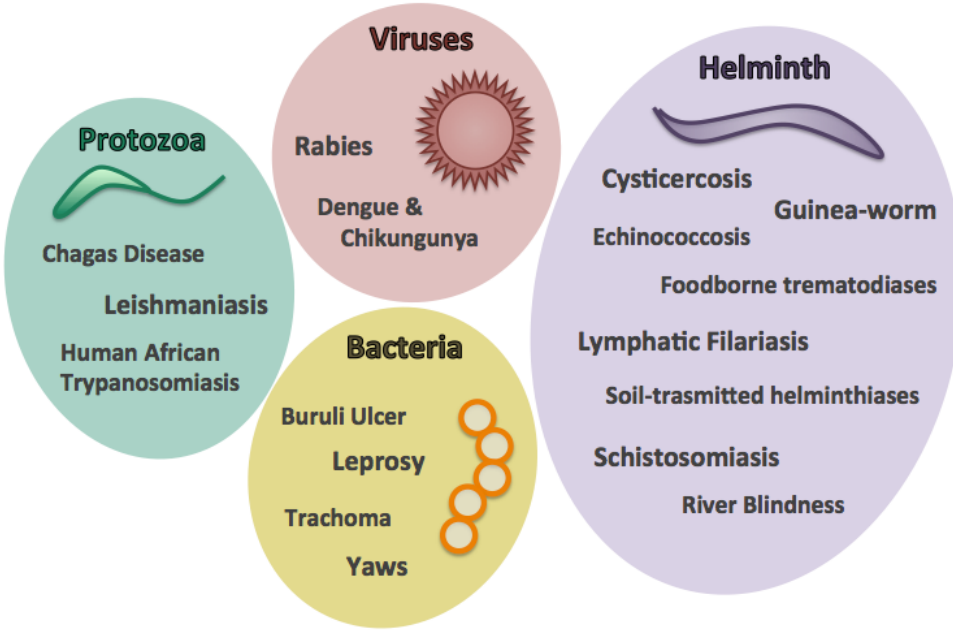 Protozoa
Chagas Disease
Leishmaniasis
Human African
Trypanosomiasis
Viruses
Rabies
Dengue &
Chikungunya
Bacteria
Buruli Ulcer
Leprosy
Trachoma
Yaws
Helminth
Cysticercosis
Guinea-worm
Echinococcosis
Foodborne trematodiases
Lymphatic Filariasis
Soil-trasmitted helminthiases
Schistosomiasis
River Blindness